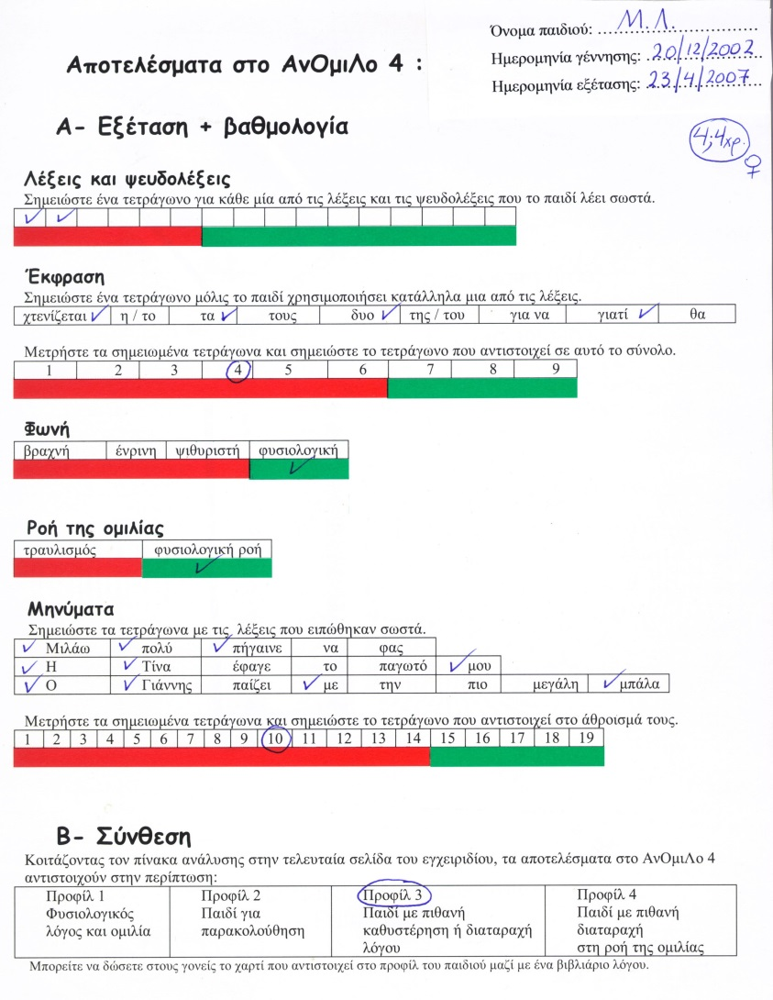 Όνομα παιδιού: Μ.Λ.
Ημερομηνία γέννησης: 20/12/2002
Ημερομηνία εξέτασης: 23/4/2007
Αποτελέσματα στο ΑνΟμιΛο 4 :
Α- Εξέταση + βαθμολογία
4;4χρ.
♀
Λέξεις και ψευδολέξεις
Σημειώστε ένα τετράγωνο για κάθε μία από τις λέξεις και τις ψευδολέξεις που το παιδί λέει σωστά.
✓ ✓
Έκφραση
Σημειώστε ένα τετράγωνο μόλις το παιδί χρησιμοποιήσει κατάλληλα μια από τις λέξεις.
χτενίζεται ✓ η / το τα ✓ τους δυο ✓ της / του για να γιατί ✓ θα
Μετρήστε τα σημειωμένα τετράγωνα και σημειώστε το τετράγωνο που αντιστοιχεί σε αυτό το σύνολο.
1 2 3 4 5 6 7 8 9
Φωνή
βραχνή ένρινη ψιθυριστή φυσιολογική
✓
Ροή της ομιλίας
τραυλισμός φυσιολογική ροή
✓
Μηνύματα
Σημειώστε τα τετράγωνα με τις λέξεις που ειπώθηκαν σωστά.
✓ Μιλάω ✓ πολύ ✓ πήγαινε να φας
✓ Η ✓ Τίνα έφαγε το παγωτό ✓ μου
✓ Ο ✓ Γιάννης παίζει ✓ με την πιο μεγάλη ✓ μπάλα
Μετρήστε τα σημειωμένα τετράγωνα και σημειώστε το τετράγωνο που αντιστοιχεί στο άθροισμά τους.
1 2 3 4 5 6 7 8 9 10 11 12 13 14 15 16 17 18 19
Β- Σύνθεση
Κοιτάζοντας τον πίνακα ανάλυσης στην τελευταία σελίδα του εγχειριδίου, τα αποτελέσματα στο ΑνΟμιΛο 4
αντιστοιχούν στην περίπτωση:
Προφίλ 1 Προφίλ 2 Προφίλ 3 Προφίλ 4
Φυσιολογικός Παιδί για Παιδί με πιθανή Παιδί με πιθανή
λόγος και ομιλία παρακολούθηση καθυστέρηση ή διαταραχή διαταραχή
λόγου στη ροή της ομιλίας
Μπορείτε να δώσετε στους γονείς το χαρτί που αντιστοιχεί στο προφίλ του παιδιού μαζί με ένα βιβλιάριο λόγου.